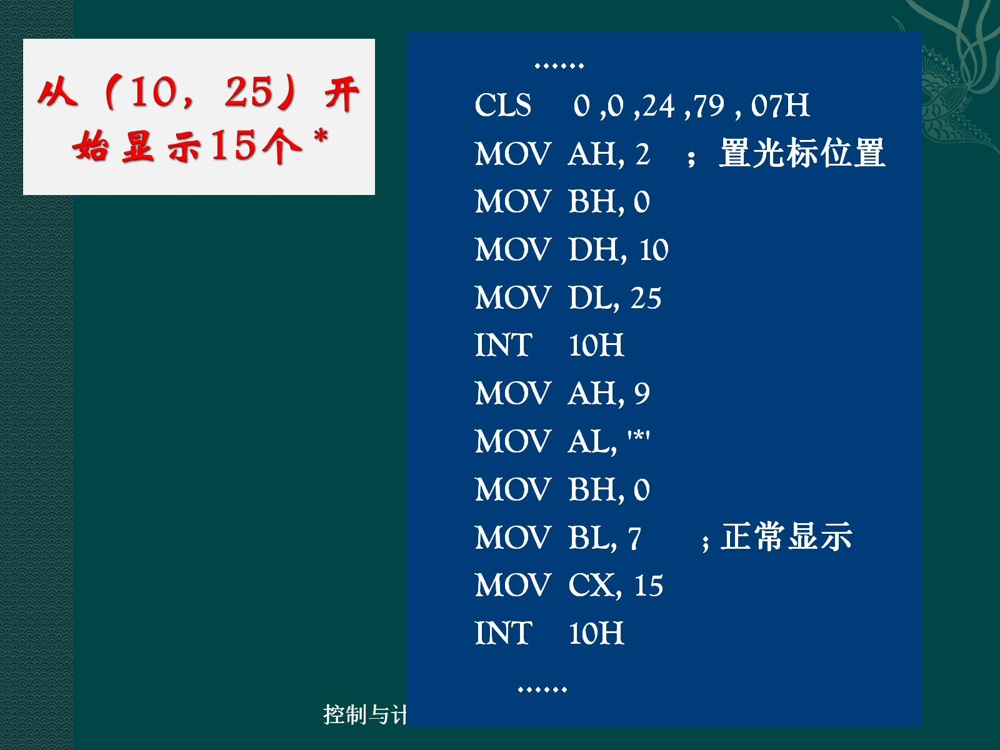 从（10，25）开
始显示15个*
……
CLS 0 ,0 ,24 ,79 , 07H
MOV AH, 2 ；置光标位置
MOV BH, 0
MOV DH, 10
MOV DL, 25
INT 10H
MOV AH, 9
MOV AL, '*'
MOV BH, 0
MOV BL, 7 ；正常显示
MOV CX, 15
INT 10H
……
控制与计